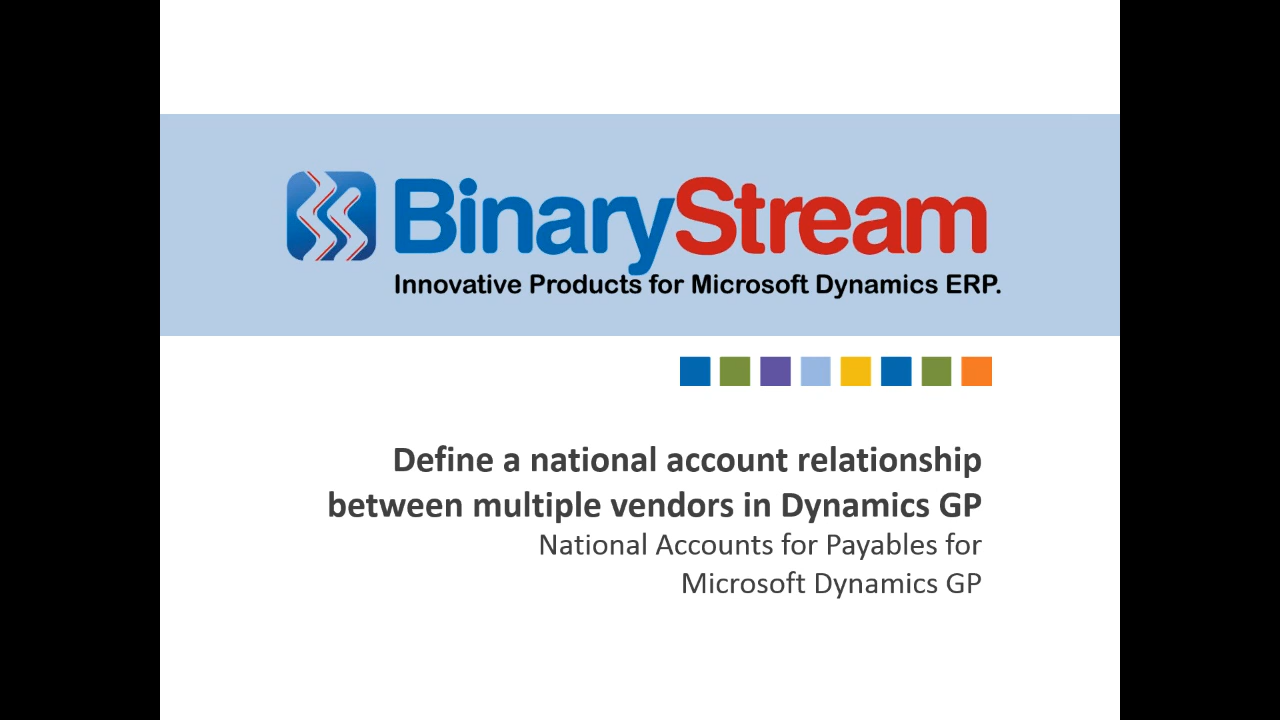 BinaryStream
Innovative Products for Microsoft Dynamics ERP.
Define a national account relationship
between multiple vendors in Dynamics GP
National Accounts for Payables for
Microsoft Dynamics GP